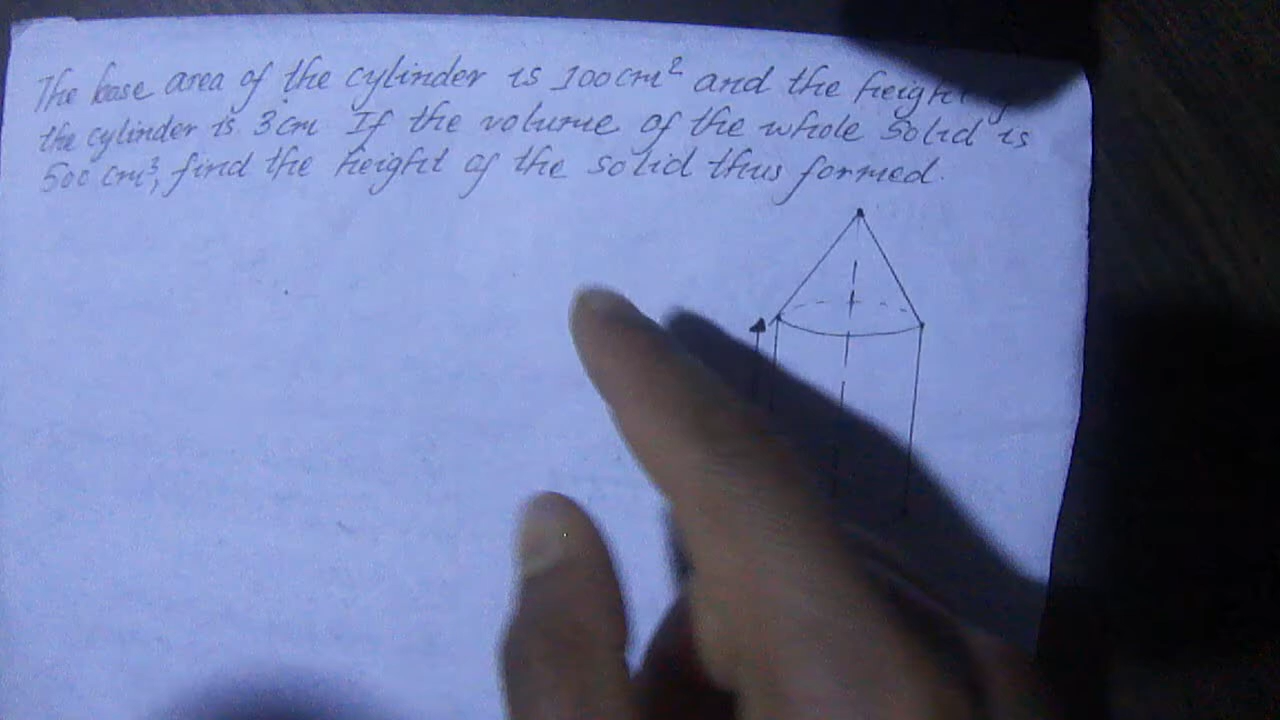 The base area of the cylinder is 100cm² and the height
the cylinder is 3cm If the volume of the whole solid is
500 cm³, find the height of the solid thus formed.